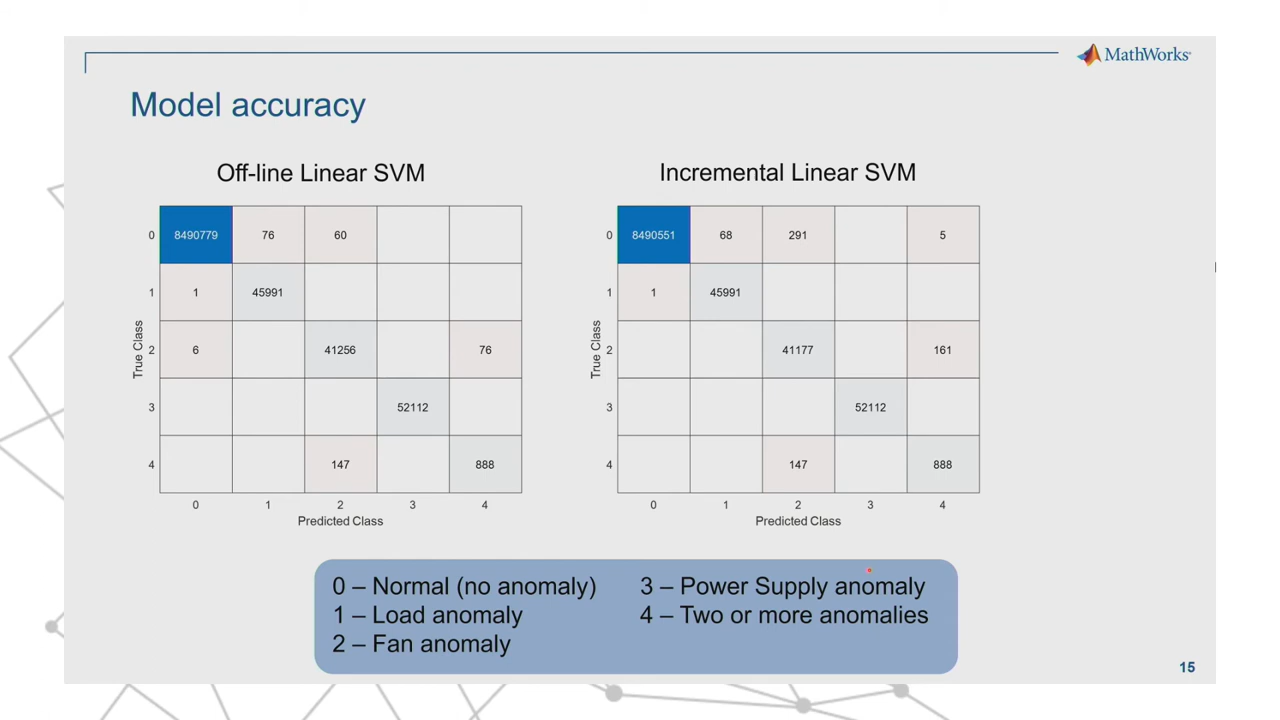 MathWorks
Model accuracy
Off-line Linear SVM
0 8490779 76 60
1 1 45991
2 6 41256 76
3 52112
4 147 888
0 1 2 3 4
True Class
Predicted Class
Incremental Linear SVM
0 8490551 68 291 5
1 1 45991
2 41177 161
3 52112
4 147 888
0 1 2 3 4
True Class
Predicted Class
0 – Normal (no anomaly)
1 – Load anomaly
2 – Fan anomaly
3 – Power Supply anomaly
4 – Two or more anomalies
15